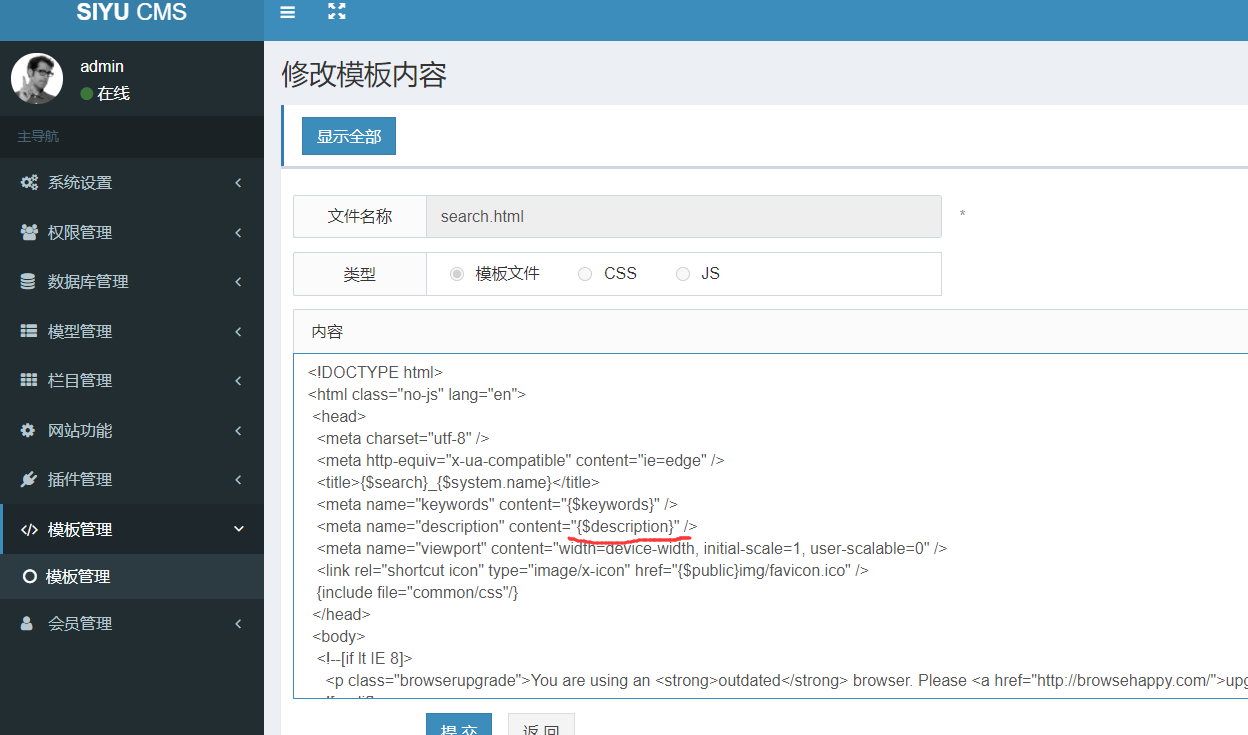 SIYU CMS
admin
在线
主导航
系统设置
权限管理
数据库管理
模型管理
栏目管理
网站功能
插件管理
模板管理
模板管理
会员管理
修改模板内容
显示全部
文件名称 search.html *
类型 模板文件 CSS JS
内容
<!DOCTYPE html>
<html class="no-js" lang="en">
<head>
<meta charset="utf-8" />
<meta http-equiv="x-ua-compatible" content="ie=edge" />
<title>{$search}_{$system.name}</title>
<meta name="keywords" content="{$keywords}" />
<meta name="description" content="{$description}" />
<meta name="viewport" content="width=device-width, initial-scale=1, user-scalable=0" />
<link rel="shortcut icon" type="image/x-icon" href="{$public}img/favicon.ico" />
{include file="common/css"/}
</head>
<body>
<!--[if lt IE 8]>
<p class="browserupgrade">You are using an <strong>outdated</strong> browser. Please <a href="http://browsehappy.com/">upg
提 交 返 回